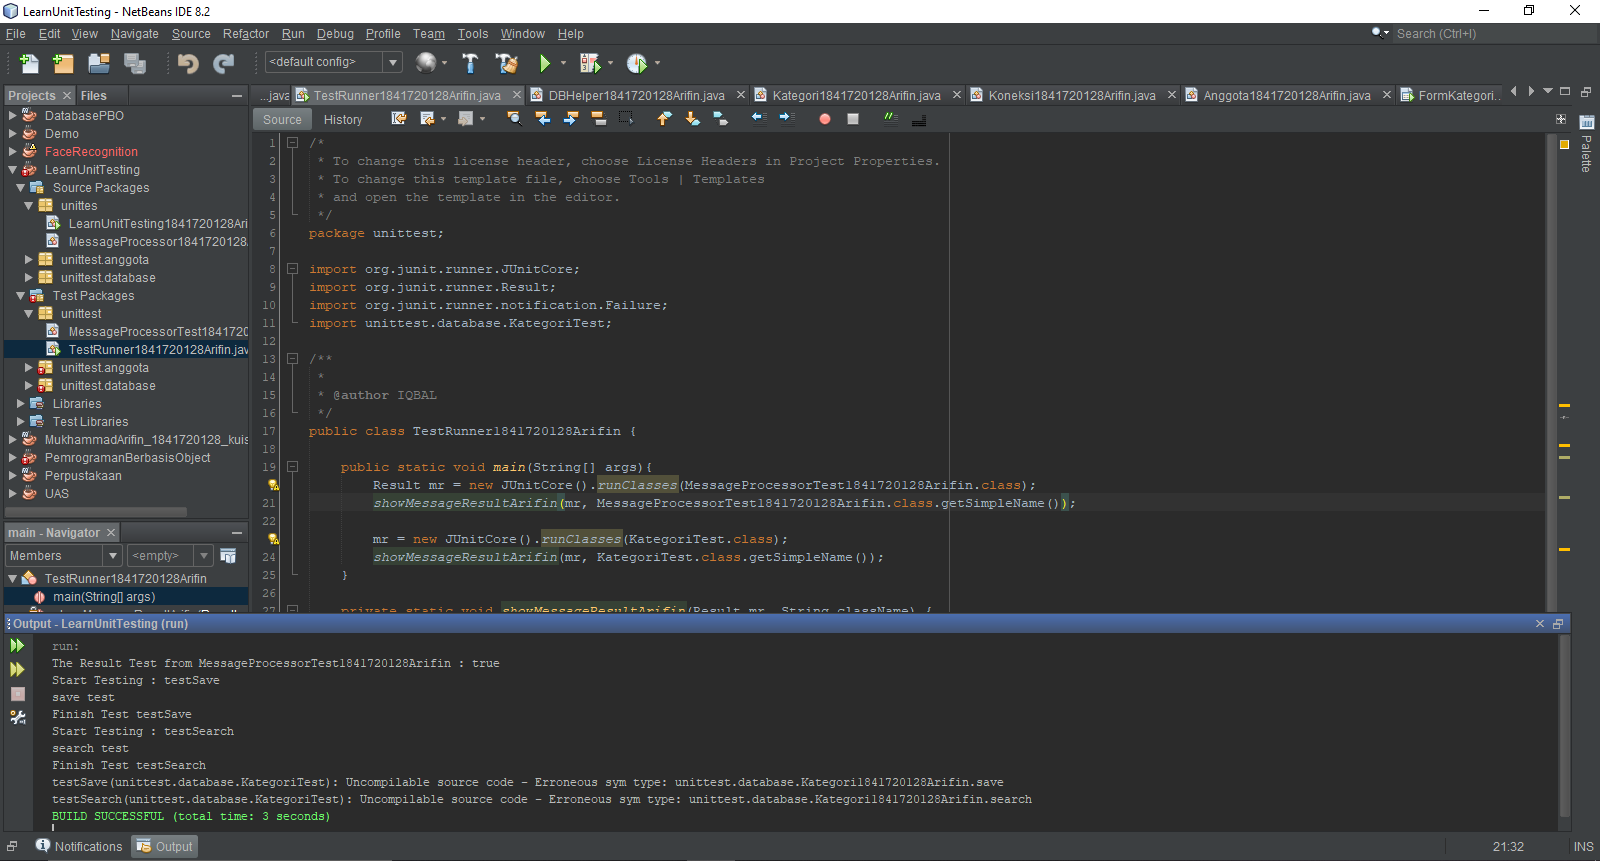 LearnUnitTesting - NetBeans IDE 8.2
File Edit View Navigate Source Refactor Run Debug Profile Team Tools Window Help
Search (Ctrl+I)
<default config>
Projects Files
...java TestRunner1841720128Arifin.java DBHelper1841720128Arifin.java Kategori1841720128Arifin.java Koneksi1841720128Arifin.java Anggota1841720128Arifin.java FormKategori...
Source History
Palette
DatabasePBO
Demo
FaceRecognition
LearnUnitTesting
Source Packages
unittes
LearnUnitTesting1841720128Ari
MessageProcessor1841720128
unittest.anggota
unittest.database
Test Packages
unittest
MessageProcessorTest1841720
TestRunner1841720128Arifin.jav
unittest.anggota
unittest.database
Libraries
Test Libraries
MukhammadArifin_1841720128_kuis
PemrogramanBerbasisObject
Perpustakaan
UAS
main - Navigator
Members <empty>
TestRunner1841720128Arifin
main(String[] args)
1 /*
2 * To change this license header, choose License Headers in Project Properties.
3 * To change this template file, choose Tools | Templates
4 * and open the template in the editor.
5 */
6 package unittest;
7
8 import org.junit.runner.JUnitCore;
9 import org.junit.runner.Result;
10 import org.junit.runner.notification.Failure;
11 import unittest.database.KategoriTest;
12
13 /**
14 *
15 * @author IQBAL
16 */
17 public class TestRunner1841720128Arifin {
18
19 public static void main(String[] args){
Result mr = new JUnitCore().runClasses(MessageProcessorTest1841720128Arifin.class);
21 showMessageResultArifin(mr, MessageProcessorTest1841720128Arifin.class.getSimpleName());
22
mr = new JUnitCore().runClasses(KategoriTest.class);
24 showMessageResultArifin(mr, KategoriTest.class.getSimpleName());
25 }
26
27 private static void showMessageResultArifin(Result mr, String className) {
Output - LearnUnitTesting (run)
run:
The Result Test from MessageProcessorTest1841720128Arifin : true
Start Testing : testSave
save test
Finish Test testSave
Start Testing : testSearch
search test
Finish Test testSearch
testSave(unittest.database.KategoriTest): Uncompilable source code - Erroneous sym type: unittest.database.Kategori1841720128Arifin.save
testSearch(unittest.database.KategoriTest): Uncompilable source code - Erroneous sym type: unittest.database.Kategori1841720128Arifin.search
BUILD SUCCESSFUL (total time: 3 seconds)
Notifications Output
21:32 INS